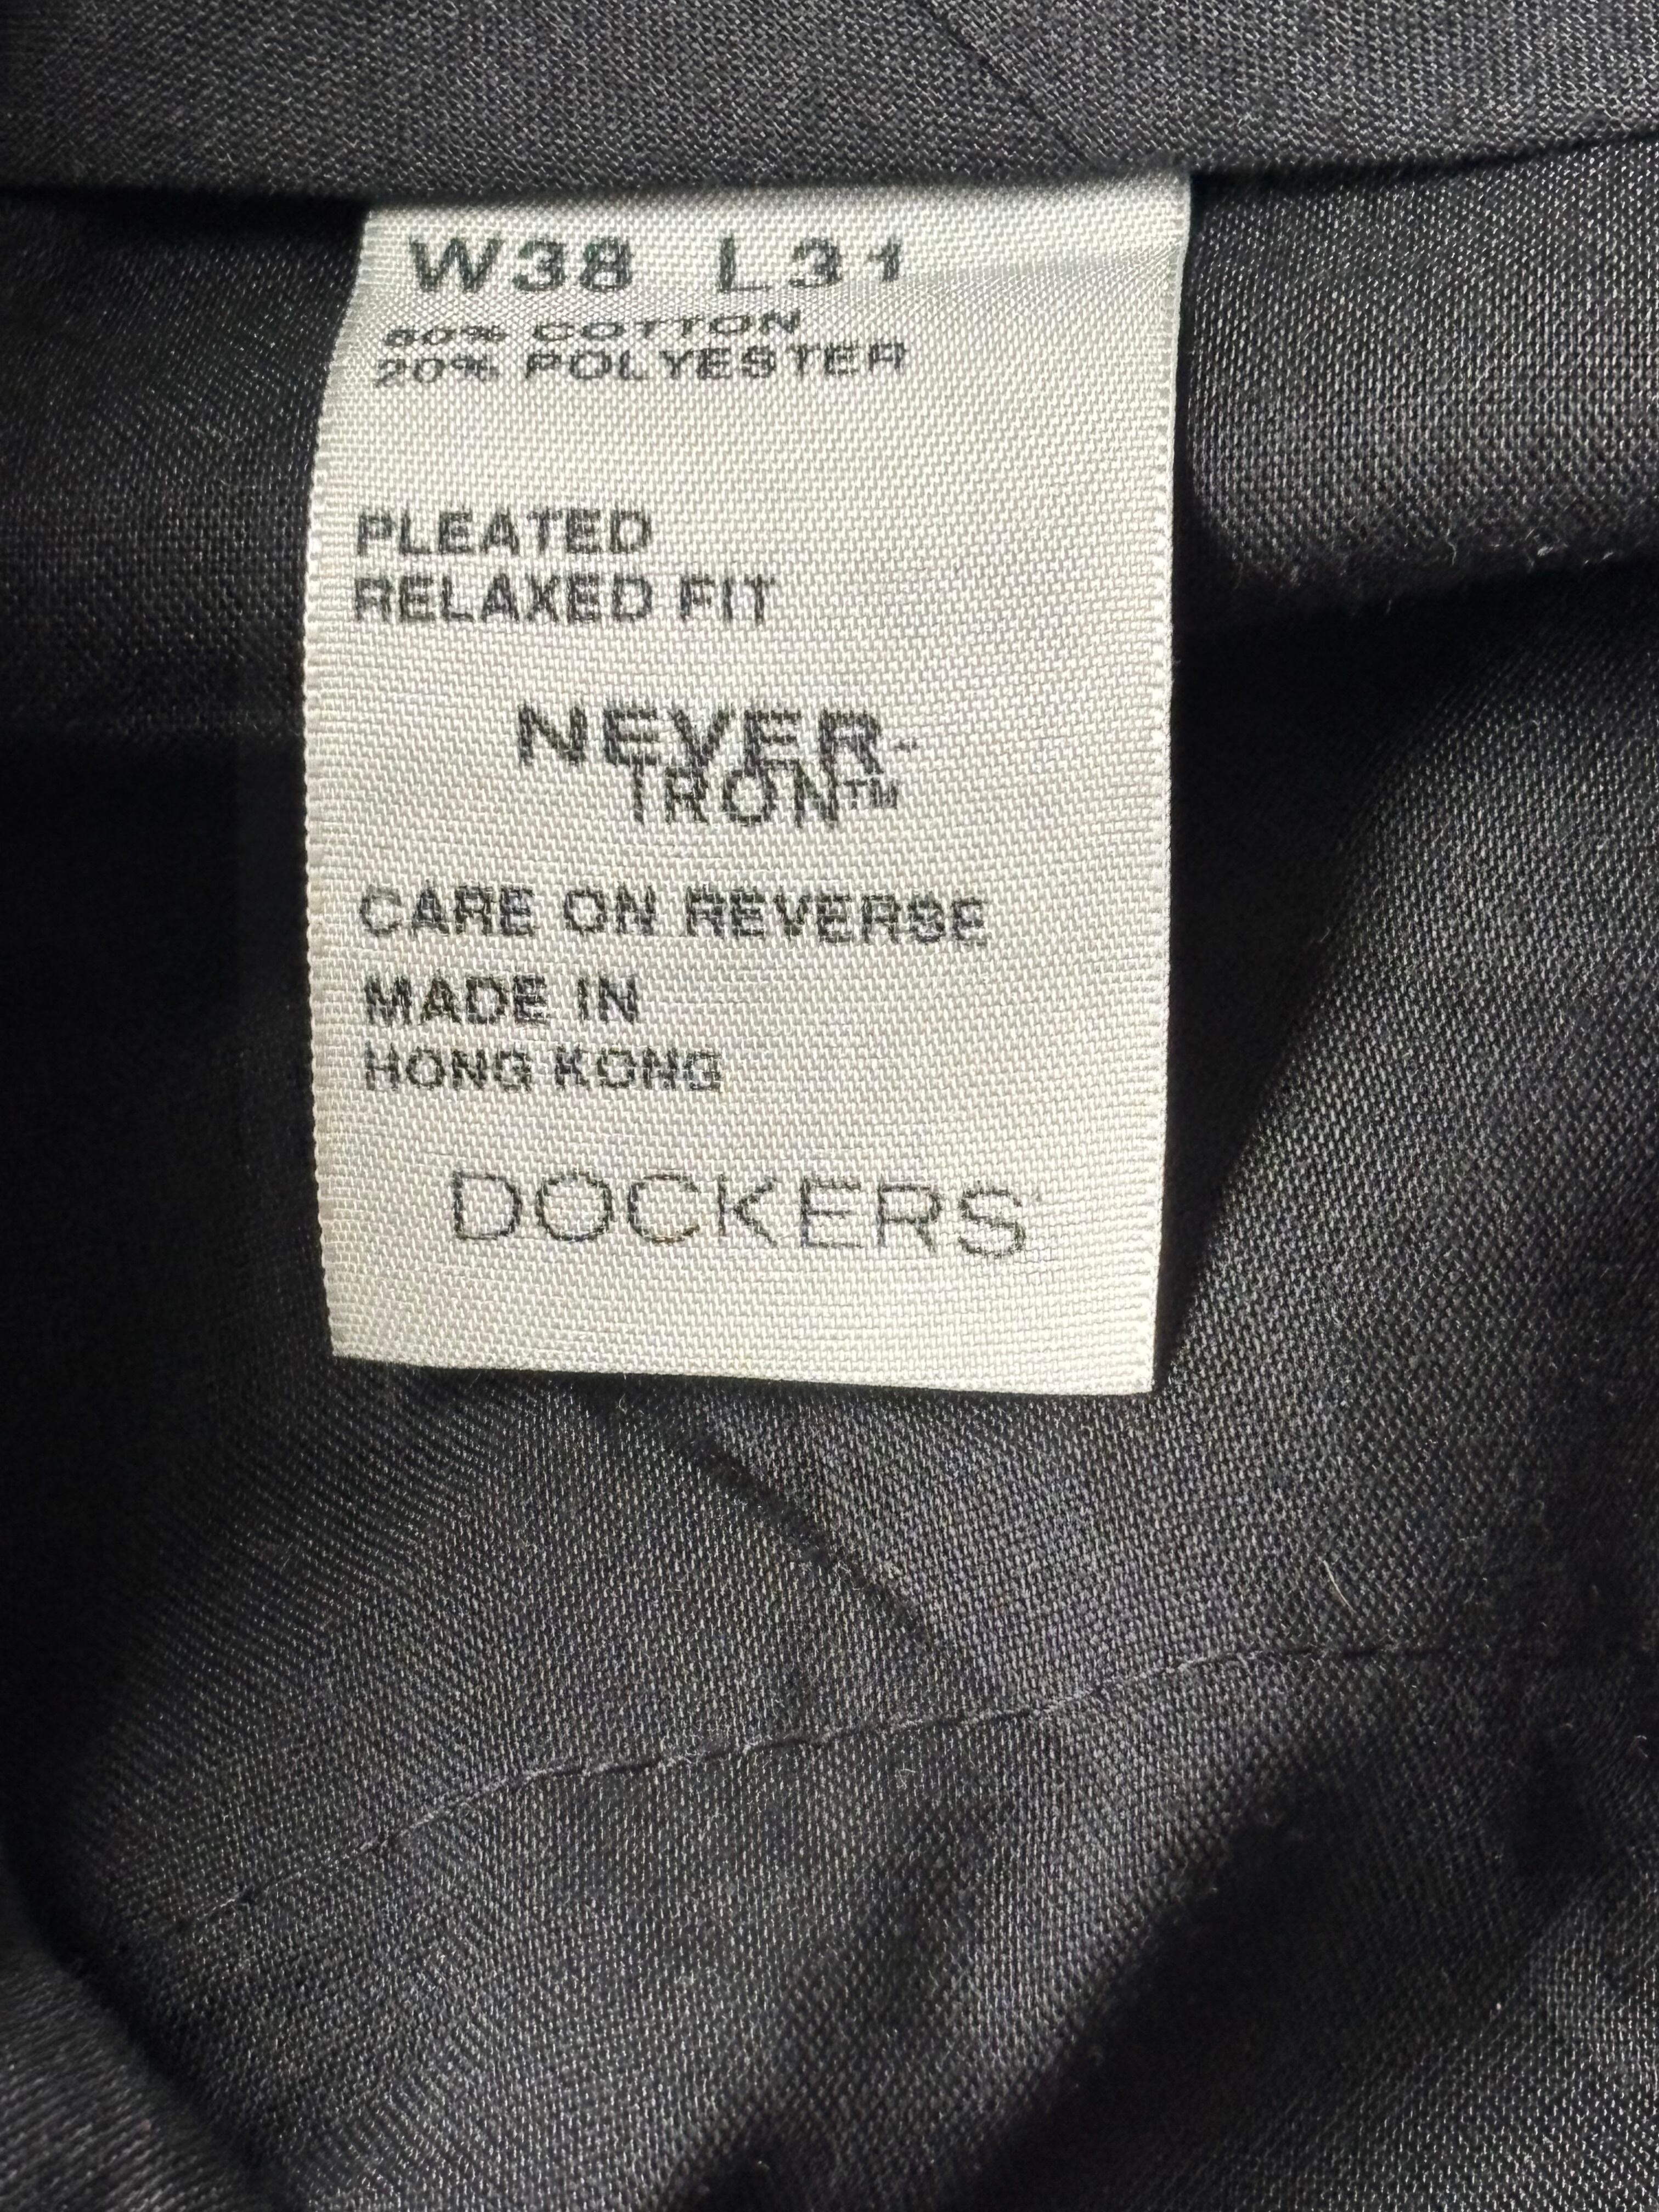 W38 L31
80% COTTON
20% POLYESTER
PLEATED
RELAXED FIT
NEVER-
IRON™
CARE ON REVERSE
MADE IN
HONG KONG
DOCKERS